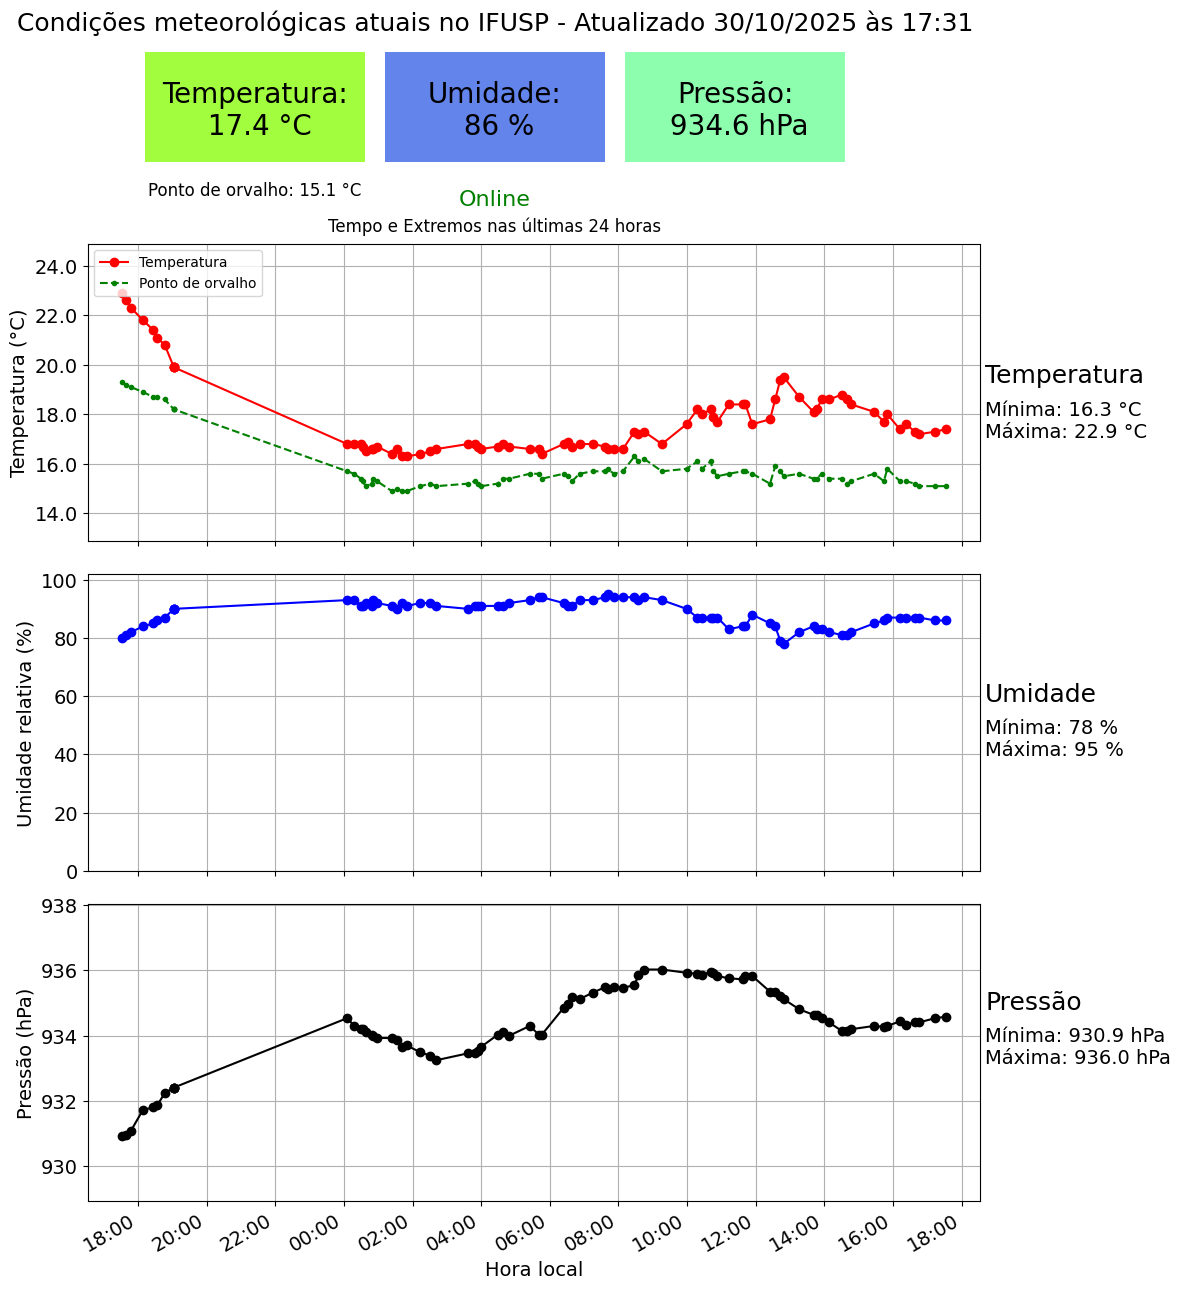 Condições meteorológicas atuais no IFUSP - Atualizado 30/10/2025 às 17:31
Temperatura:
17.4 °C
Umidade:
86 %
Pressão:
934.6 hPa
Ponto de orvalho: 15.1 °C
Online
Tempo e Extremos nas últimas 24 horas
Temperatura
Ponto de orvalho
Temperatura (°C)
24.0
22.0
20.0
18.0
16.0
14.0
Temperatura
Mínima: 16.3 °C
Máxima: 22.9 °C
Umidade relativa (%)
100
80
60
40
20
0
Umidade
Mínima: 78 %
Máxima: 95 %
Pressão (hPa)
938
936
934
932
930
Pressão
Mínima: 930.9 hPa
Máxima: 936.0 hPa
18:00
20:00
22:00
00:00
02:00
04:00
06:00
08:00
10:00
12:00
14:00
16:00
18:00
Hora local